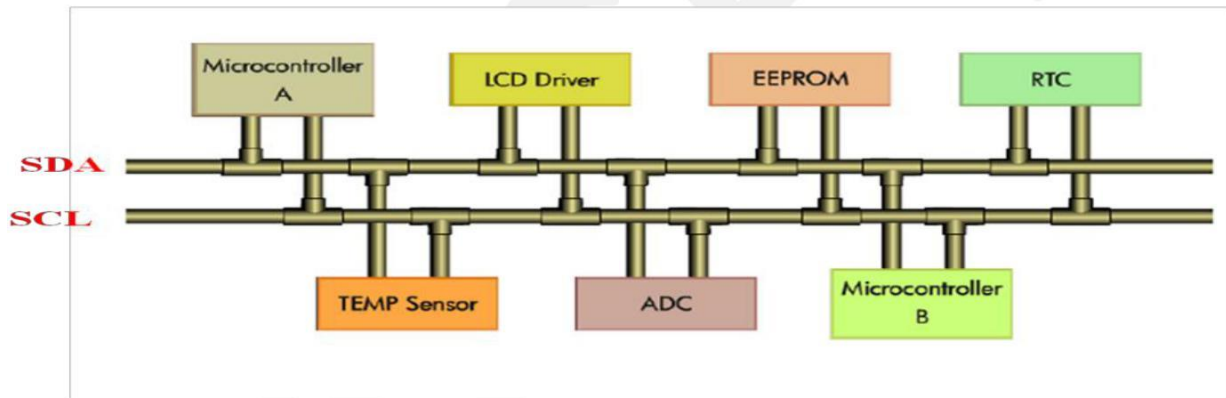 Microcontroller
A
LCD Driver
EEPROM
RTC
SDA
SCL
TEMP Sensor
ADC
Microcontroller
B